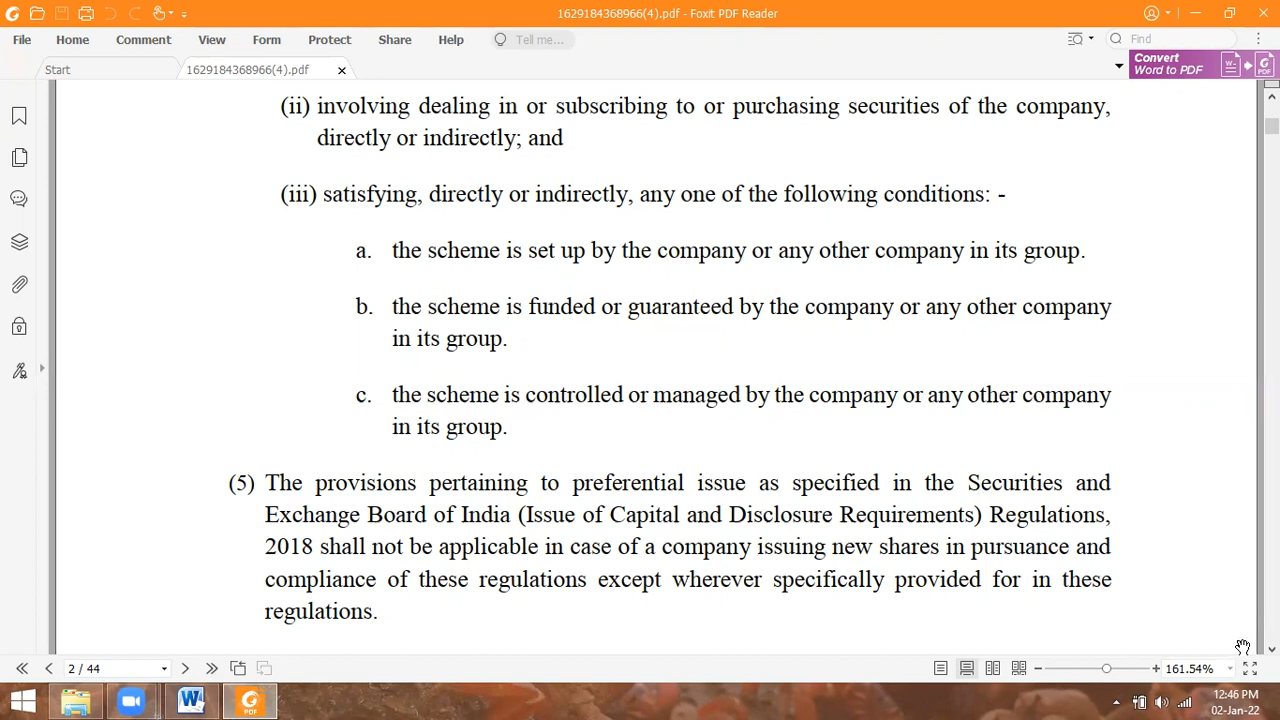 1629184368966(4).pdf - Foxit PDF Reader
File Home Comment View Form Protect Share Help Tell me... Find
Start 1629184368966(4).pdf
Convert
Word to PDF
(ii) involving dealing in or subscribing to or purchasing securities of the company,
directly or indirectly; and
(iii) satisfying, directly or indirectly, any one of the following conditions: -
a. the scheme is set up by the company or any other company in its group.
b. the scheme is funded or guaranteed by the company or any other company
in its group.
c. the scheme is controlled or managed by the company or any other company
in its group.
(5) The provisions pertaining to preferential issue as specified in the Securities and
Exchange Board of India (Issue of Capital and Disclosure Requirements) Regulations,
2018 shall not be applicable in case of a company issuing new shares in pursuance and
compliance of these regulations except wherever specifically provided for in these
regulations.
2 / 44 161.54%
12:46 PM
02-Jan-22